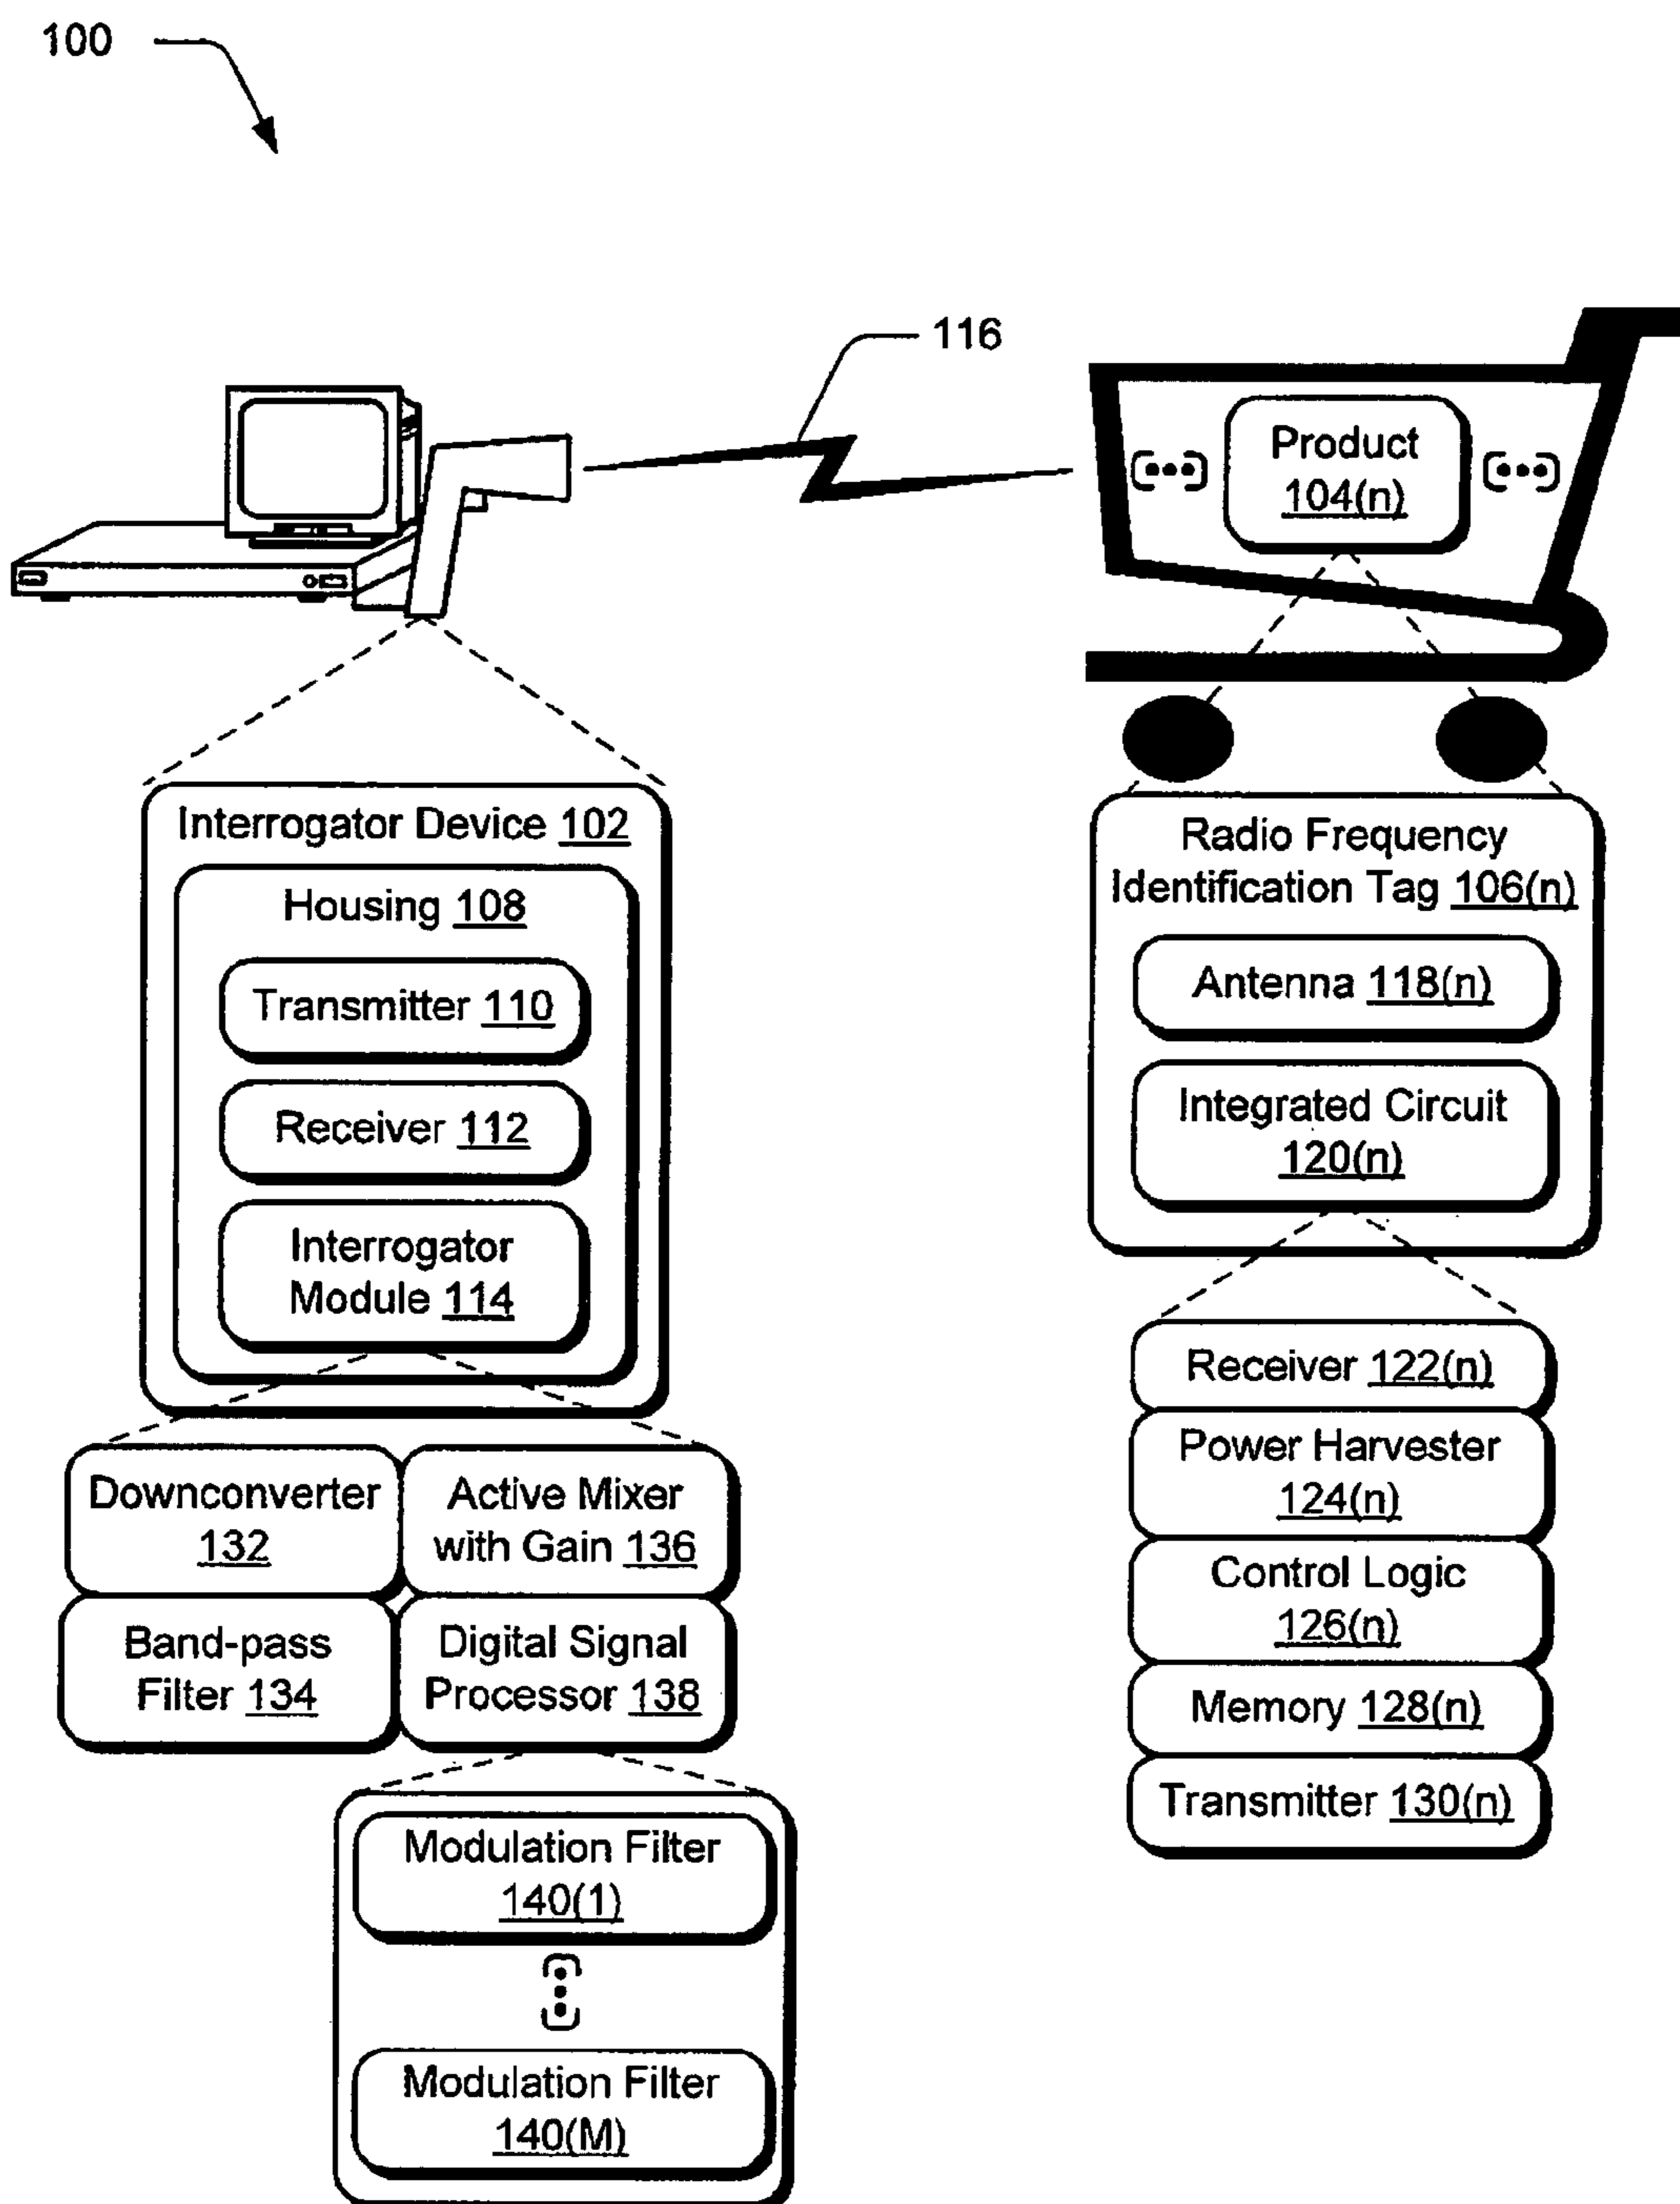 100
116
Product
104(n)
Interrogator Device 102
Housing 108
Transmitter 110
Receiver 112
Interrogator
Module 114
Radio Frequency
Identification Tag 106(n)
Antenna 118(n)
Integrated Circuit
120(n)
Receiver 122(n)
Power Harvester
124(n)
Control Logic
126(n)
Memory 128(n)
Transmitter 130(n)
Downconverter
132
Active Mixer
with Gain 136
Band-pass
Filter 134
Digital Signal
Processor 138
Modulation Filter
140(1)
Modulation Filter
140(M)